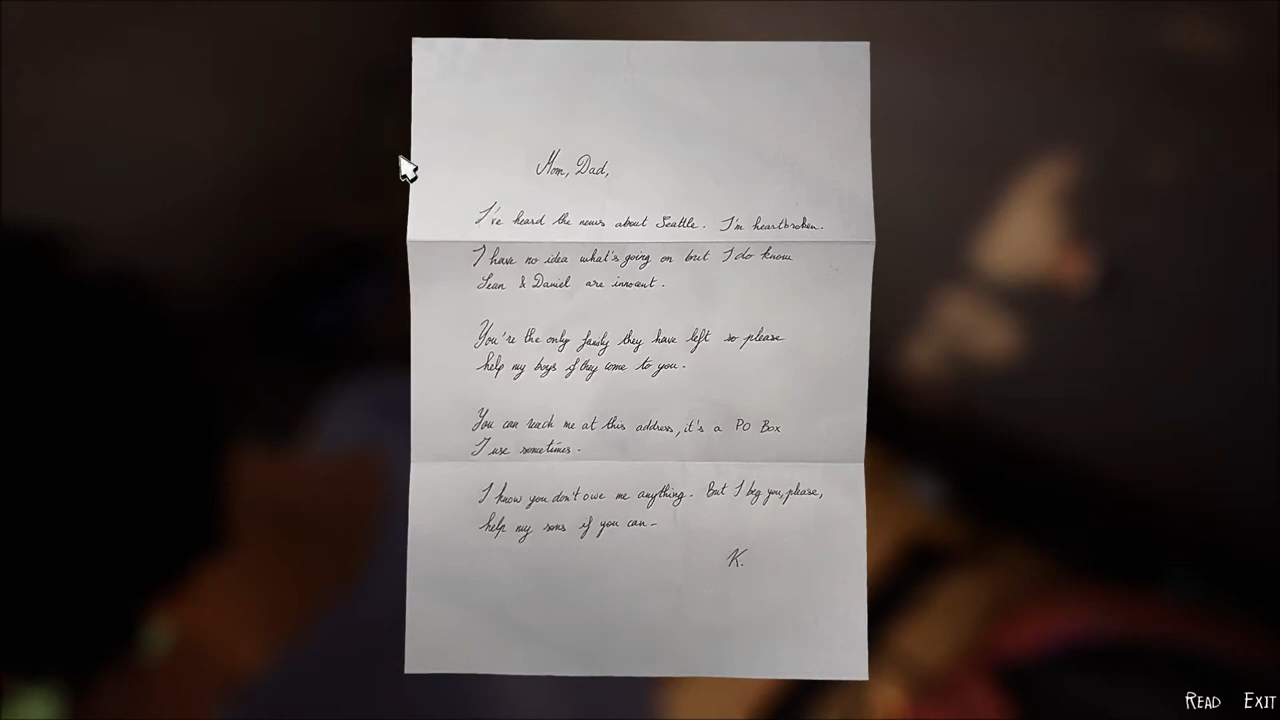 Mom, Dad,
I've heard the news about Seattle. I'm heartbroken.
I have no idea what's going on but I do know
Sean & Daniel are innocent.
You're the only family they have left so please
help my boys if they come to you.
You can reach me at this address, it's a PO Box
I use sometimes.
I know you don't owe me anything. But I beg you, please,
help my sons if you can.
K.
READ EXIT